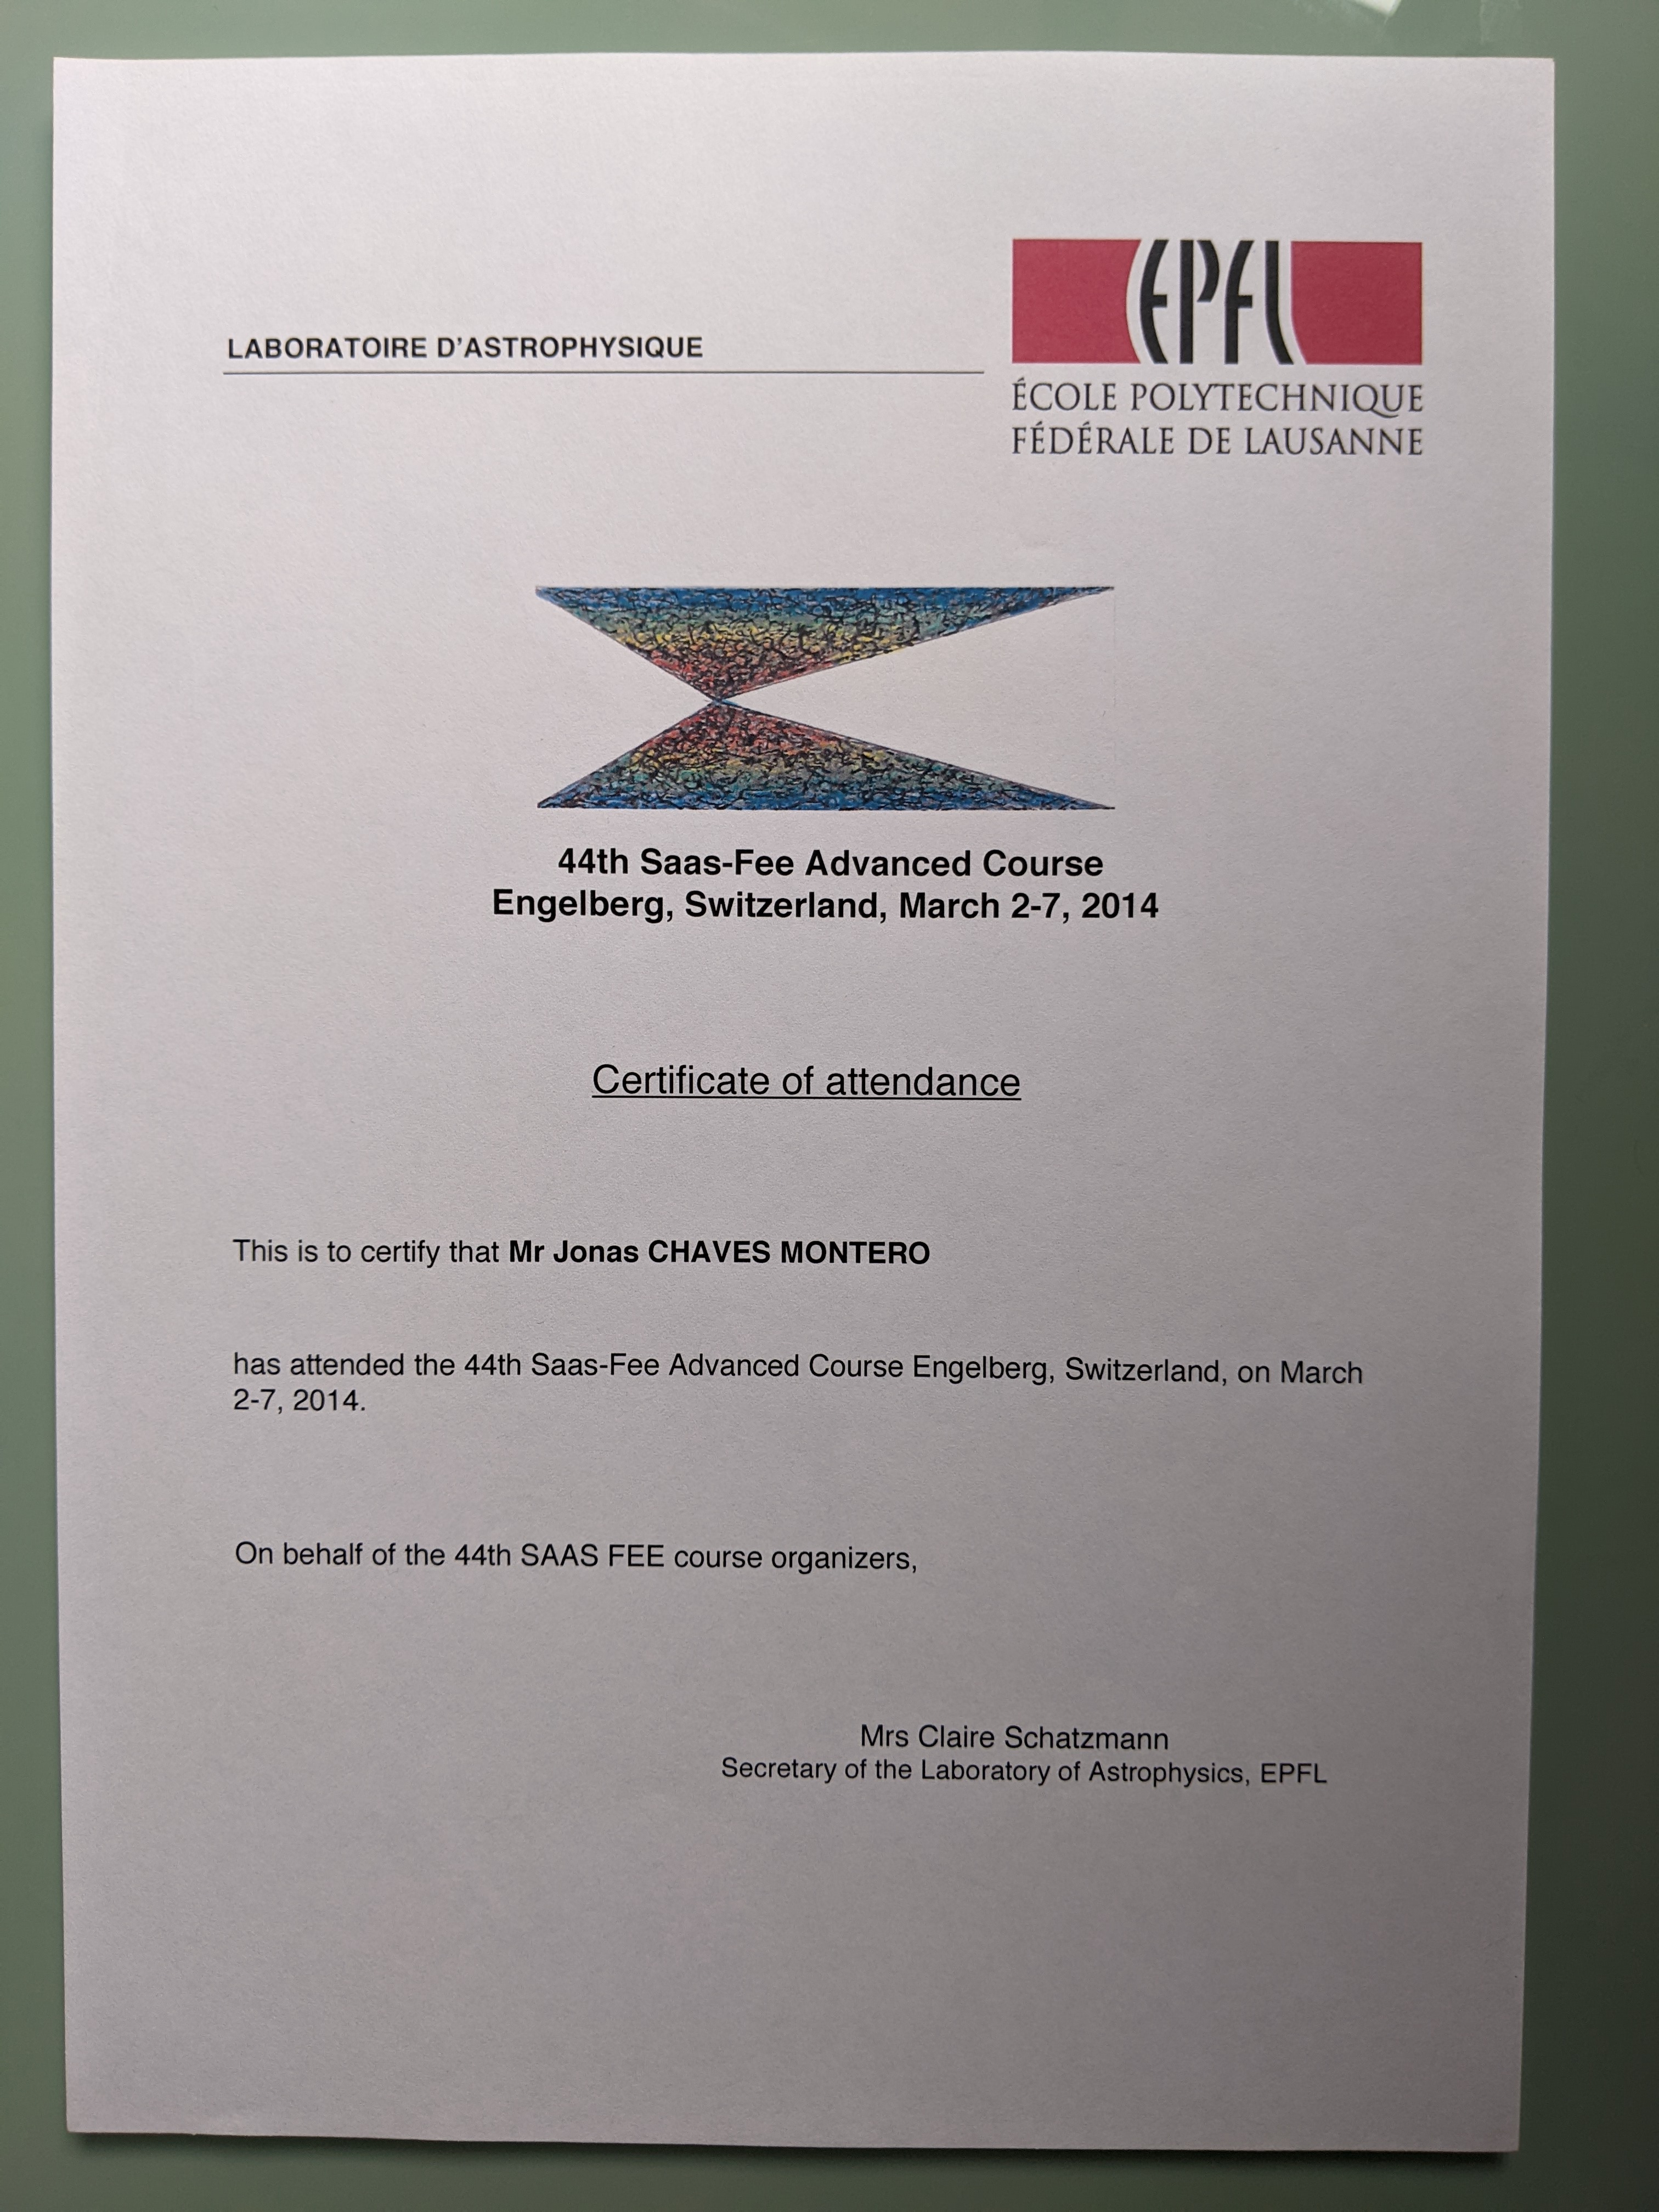 LABORATOIRE D'ASTROPHYSIQUE
EPFL
ÉCOLE POLYTECHNIQUE
FÉDÉRALE DE LAUSANNE
44th Saas-Fee Advanced Course
Engelberg, Switzerland, March 2-7, 2014
Certificate of attendance
This is to certify that Mr Jonas CHAVES MONTERO
has attended the 44th Saas-Fee Advanced Course Engelberg, Switzerland, on March
2-7, 2014.
On behalf of the 44th SAAS FEE course organizers,
Mrs Claire Schatzmann
Secretary of the Laboratory of Astrophysics, EPFL